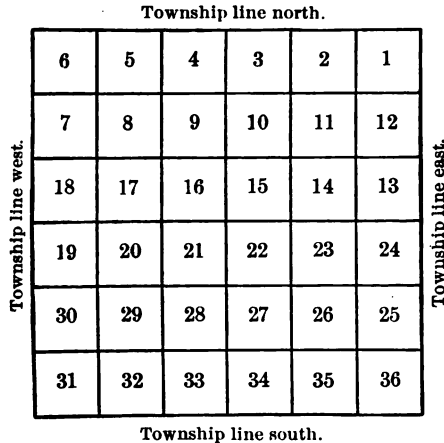 Township line north.
6 5 4 3 2 1
7 8 9 10 11 12
18 17 16 15 14 13
19 20 21 22 23 24
30 29 28 27 26 25
31 32 33 34 35 36
Township line west.
Township line east.
Township line south.